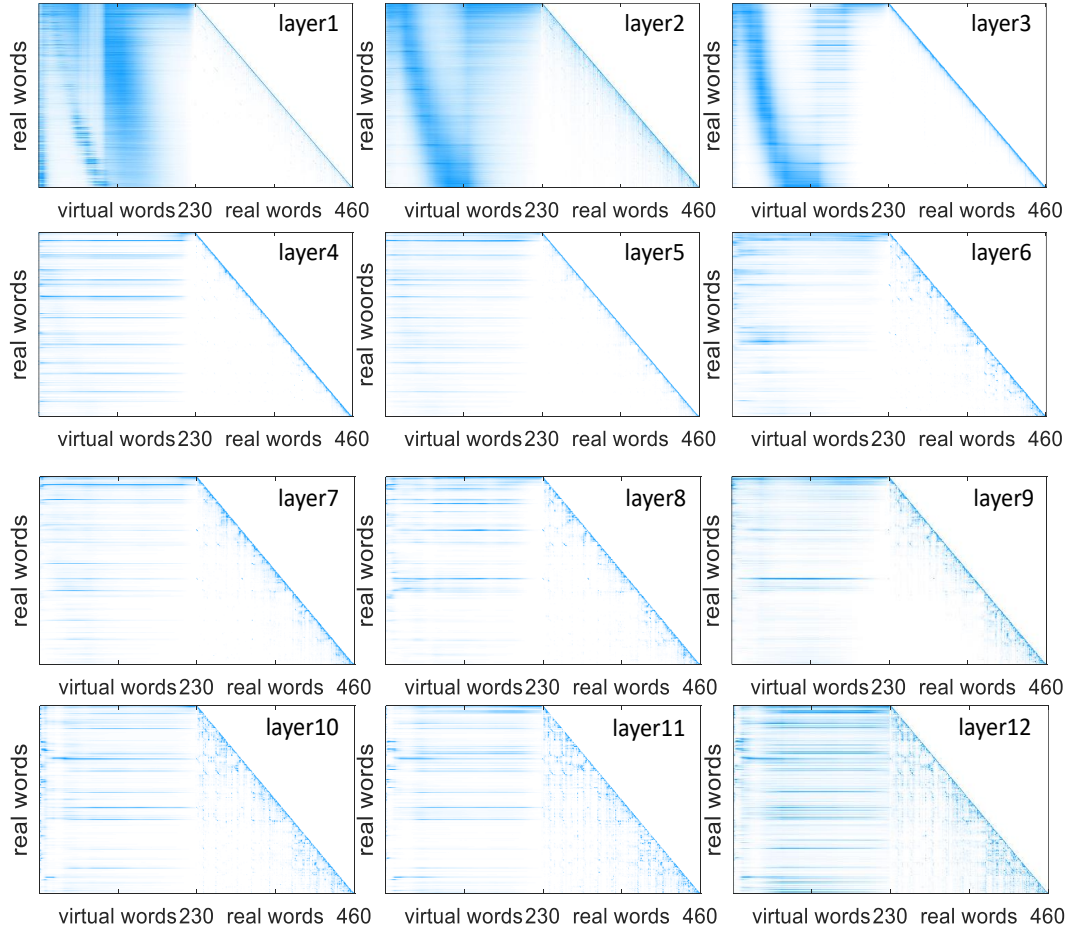 layer1 layer2 layer3
real words real words real words
virtual words 230 real words 460 virtual words 230 real words 460 virtual words 230 real words 460
layer4 layer5 layer6
real words real woords real words
virtual words 230 real words 460 virtual words 230 real words 460 virtual words 230 real words 460
layer7 layer8 layer9
real words real words real words
virtual words 230 real words 460 virtual words 230 real words 460 virtual words 230 real words 460
layer10 layer11 layer12
real words real words real words
virtual words 230 real words 460 virtual words 230 real words 460 virtual words 230 real words 460